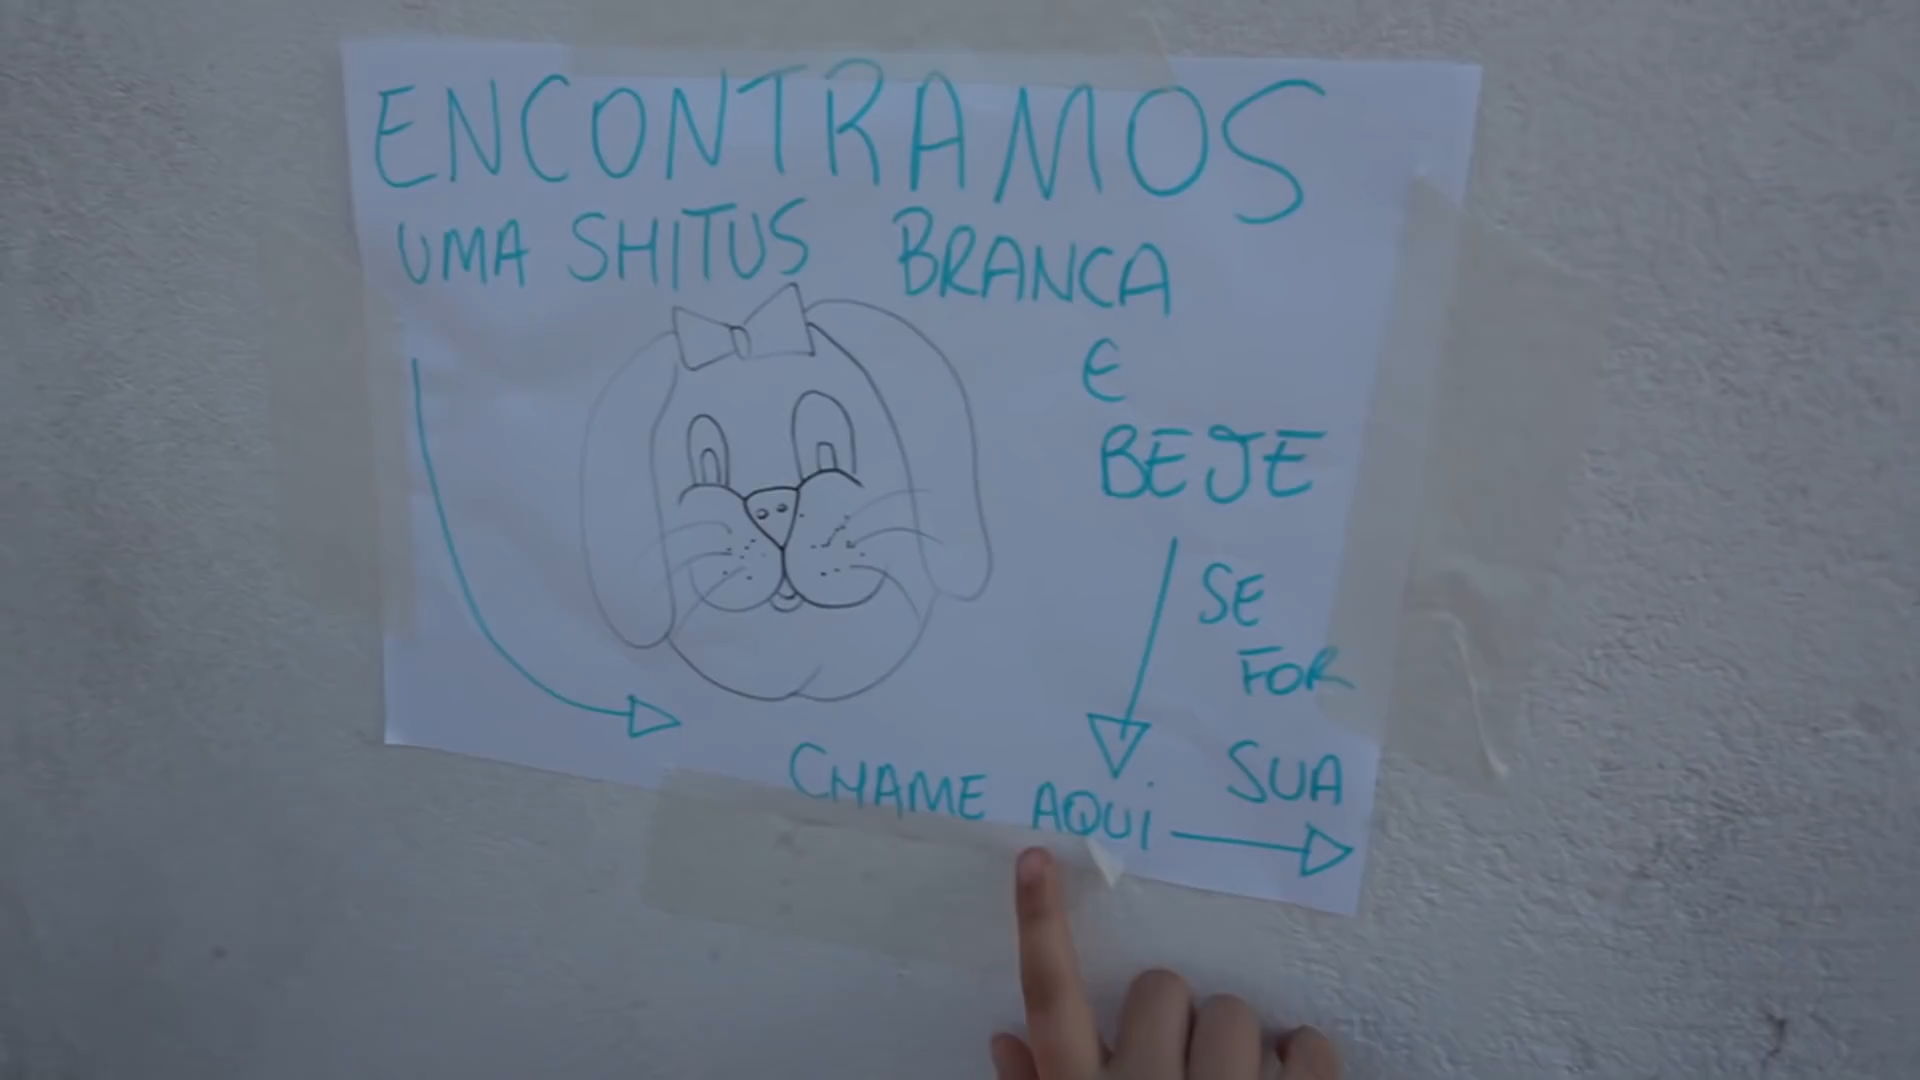 ENCONTRAMOS
UMA SHITUS BRANCA
E
BEJE
SE
FOR
SUA
CHAME AQUi